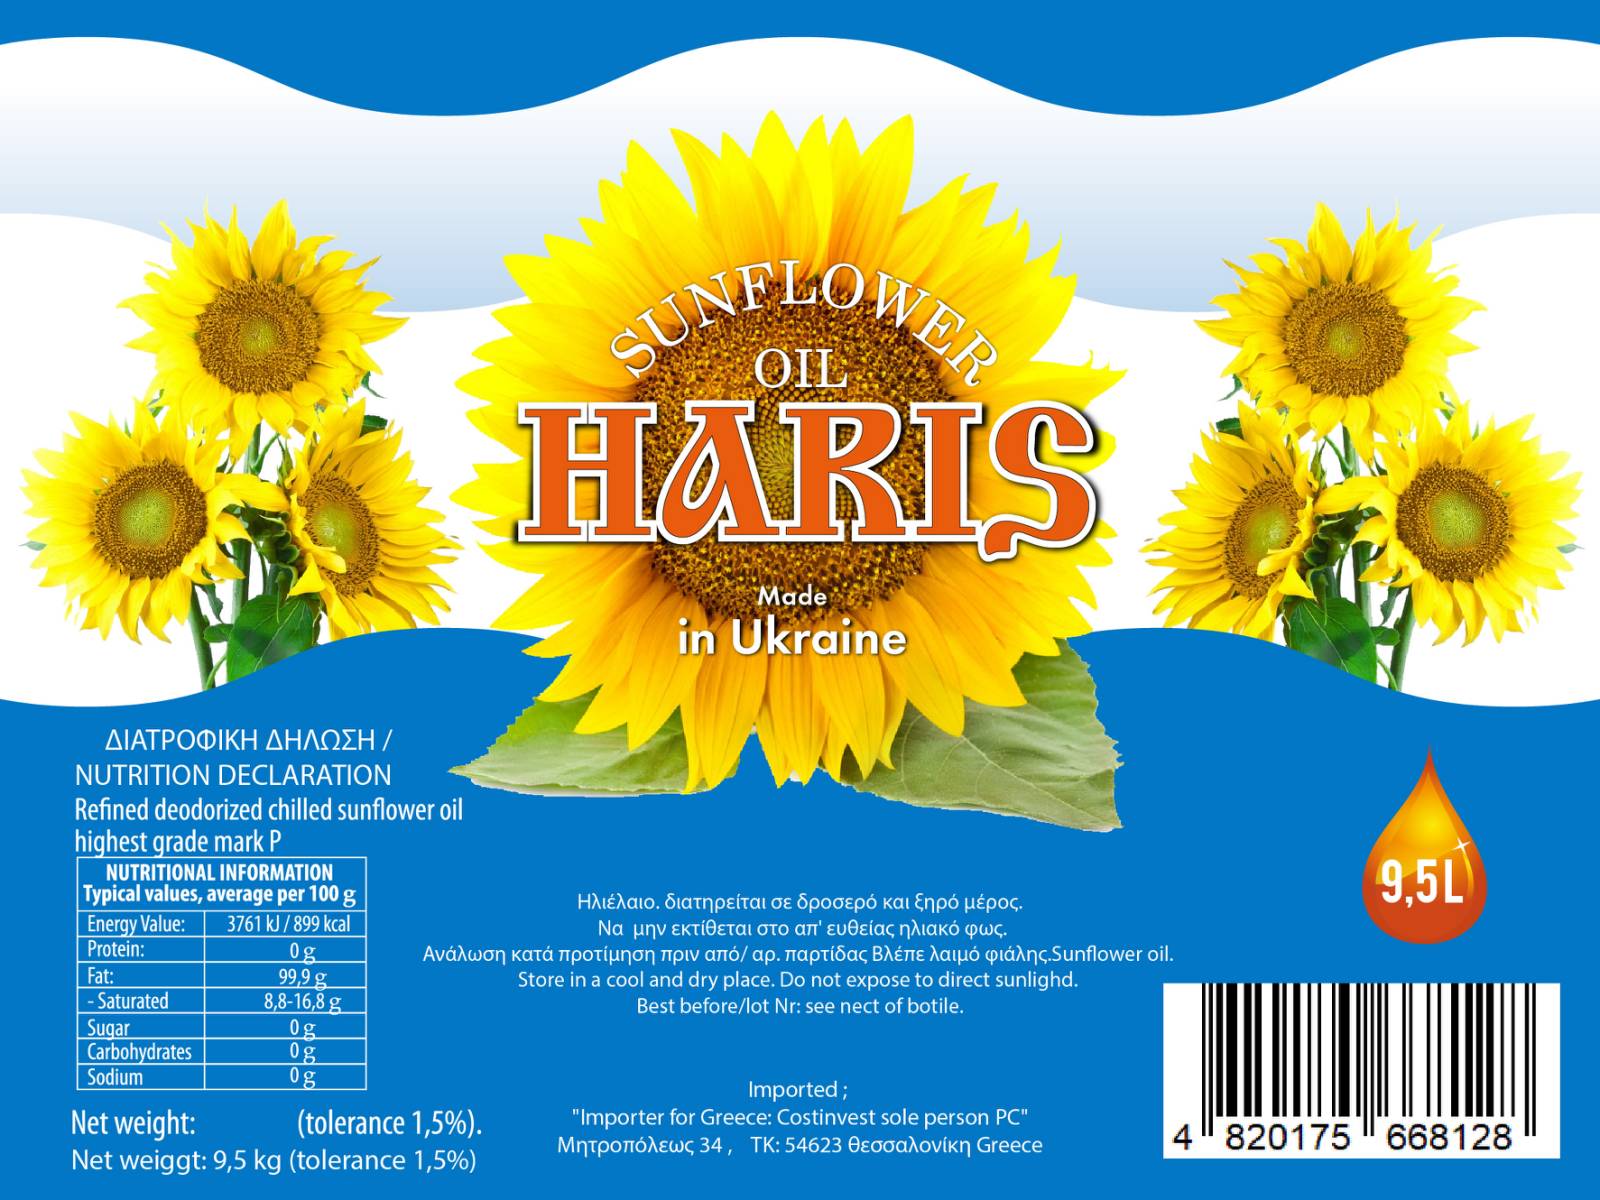 SUNFLOWER
OIL
HARIS
Made
in Ukraine
ΔΙΑΤΡΟΦΙΚΗ ΔΗΛΩΣΗ /
NUTRITION DECLARATION
Refined deodorized chilled sunflower oil
highest grade mark P
NUTRITIONAL INFORMATION
Typical values, average per 100 g
Energy Value: 3761 kJ / 899 kcal
Protein: 0 g
Fat: 99,9 g
- Saturated 8,8-16,8 g
Sugar 0 g
Carbohydrates 0 g
Sodium 0 g
Net weight: (tolerance 1,5%).
Net weiggt: 9,5 kg (tolerance 1,5%)
Ηλιέλαιο. διατηρείται σε δροσερό και ξηρό μέρος.
Να μην εκτίθεται στο απ' ευθείας ηλιακό φως.
Ανάλωση κατά προτίμηση πριν από/ αρ. παρτίδας Βλέπε λαιμό φιάλης.Sunflower oil.
Store in a cool and dry place. Do not expose to direct sunlighd.
Best before/lot Nr: see nect of botile.
Imported ;
"Importer for Greece: Costinvest sole person PC"
Μητροπόλεως 34 , ΤΚ: 54623 θεσσαλονίκη Greece
9,5L
4 820175 668128